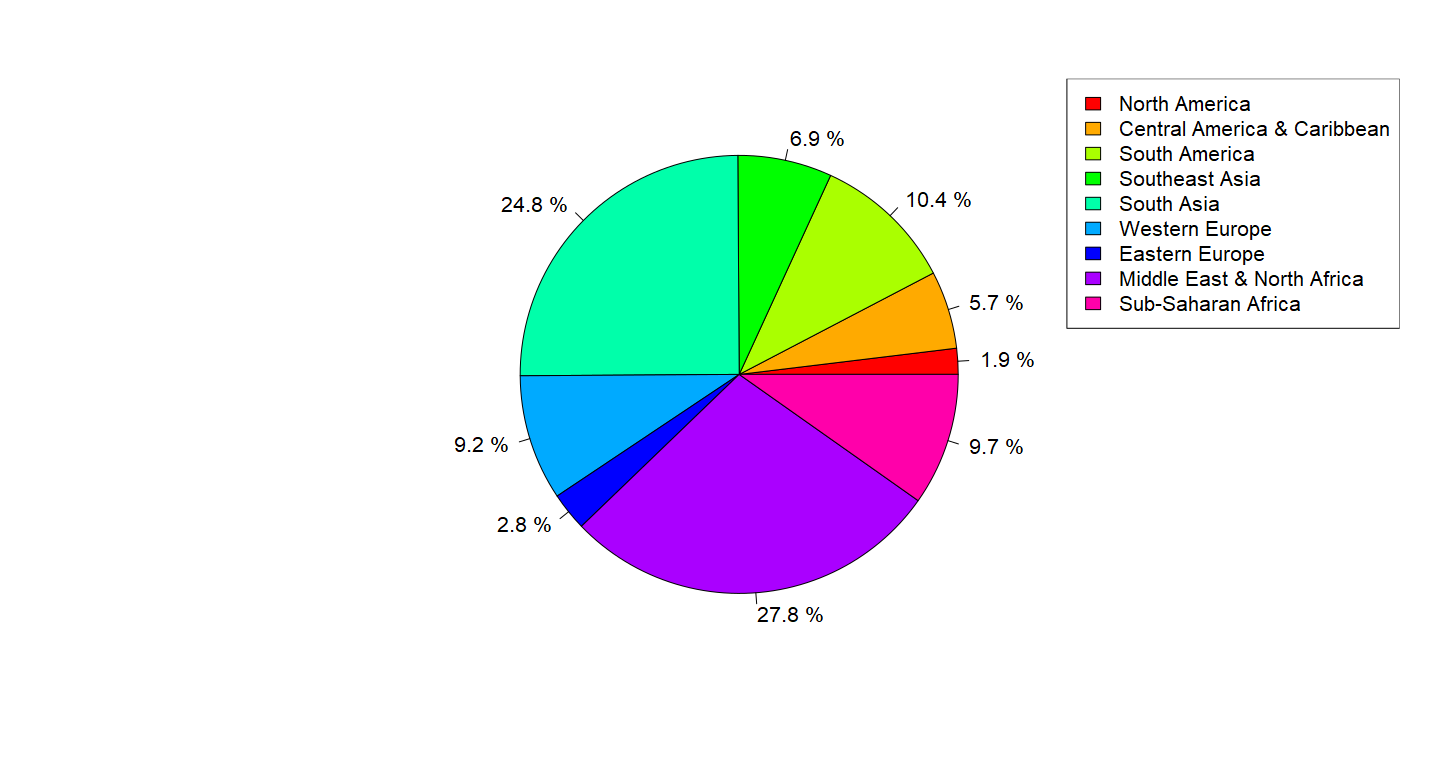 6.9 %
10.4 %
24.8 %
5.7 %
1.9 %
9.2 %
9.7 %
2.8 %
27.8 %
North America
Central America & Caribbean
South America
Southeast Asia
South Asia
Western Europe
Eastern Europe
Middle East & North Africa
Sub-Saharan Africa